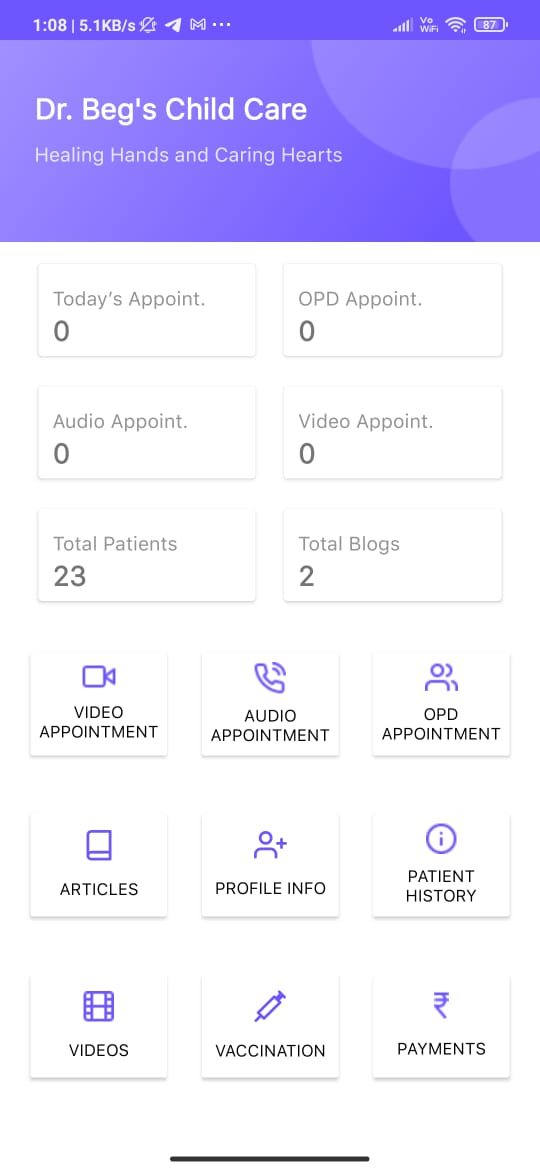 1:08 | 5.1KB/s
Vo
WiFi
87
Dr. Beg's Child Care
Healing Hands and Caring Hearts
Today’s Appoint.
0
OPD Appoint.
0
Audio Appoint.
0
Video Appoint.
0
Total Patients
23
Total Blogs
2
VIDEO
APPOINTMENT
AUDIO
APPOINTMENT
OPD
APPOINTMENT
ARTICLES
PROFILE INFO
PATIENT
HISTORY
VIDEOS
VACCINATION
₹
PAYMENTS